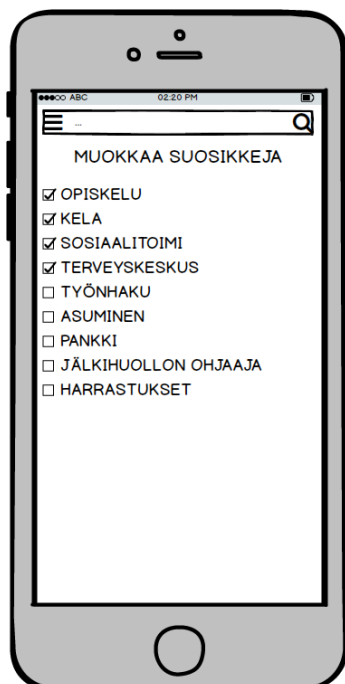 ABC 02:20 PM
...
MUOKKAA SUOSIKKEJA
OPISKELU
KELA
SOSIAALITOIMI
TERVEYSKESKUS
TYÖNHAKU
ASUMINEN
PANKKI
JÄLKIHUOLLON OHJAAJA
HARRASTUKSET